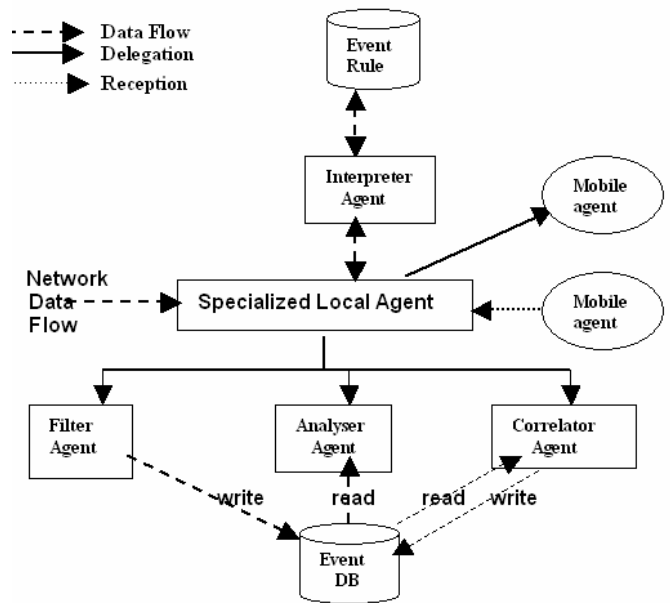 Data Flow
Delegation
Reception
Event
Rule
Interpreter
Agent
Mobile
agent
Network
Data
Flow
Specialized Local Agent
Mobile
agent
Filter
Agent
Analyser
Agent
Correlator
Agent
write
read
read
write
Event
DB